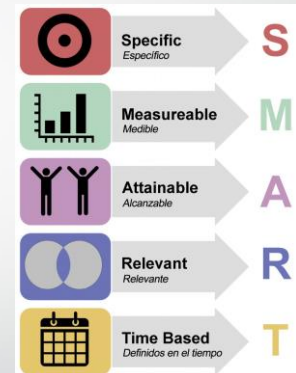 Specific
Específico
S
Measureable
Medible
M
Attainable
Alcanzable
A
Relevant
Relevante
R
Time Based
Definidos en el tiempo
T